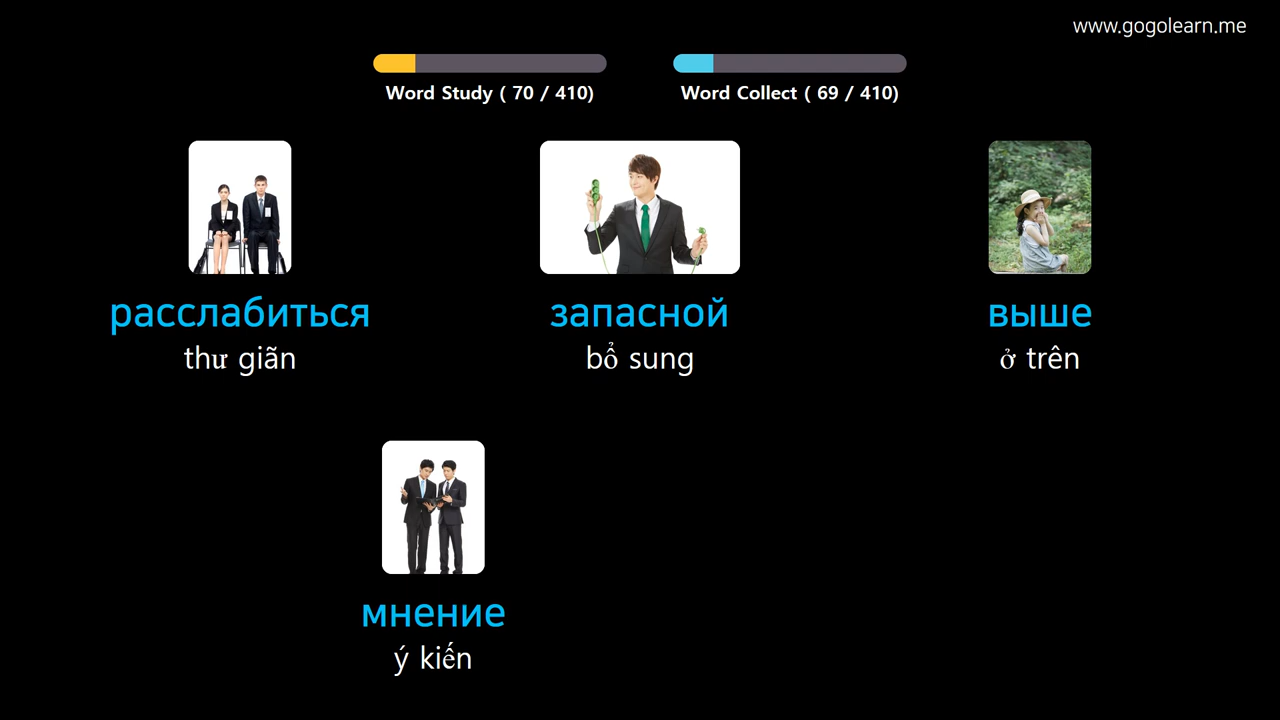 www.gogolearn.me
Word Study ( 70 / 410)
Word Collect ( 69 / 410)
расслабиться
thư giãn
запасной
bổ sung
выше
ở trên
мнение
ý kiến